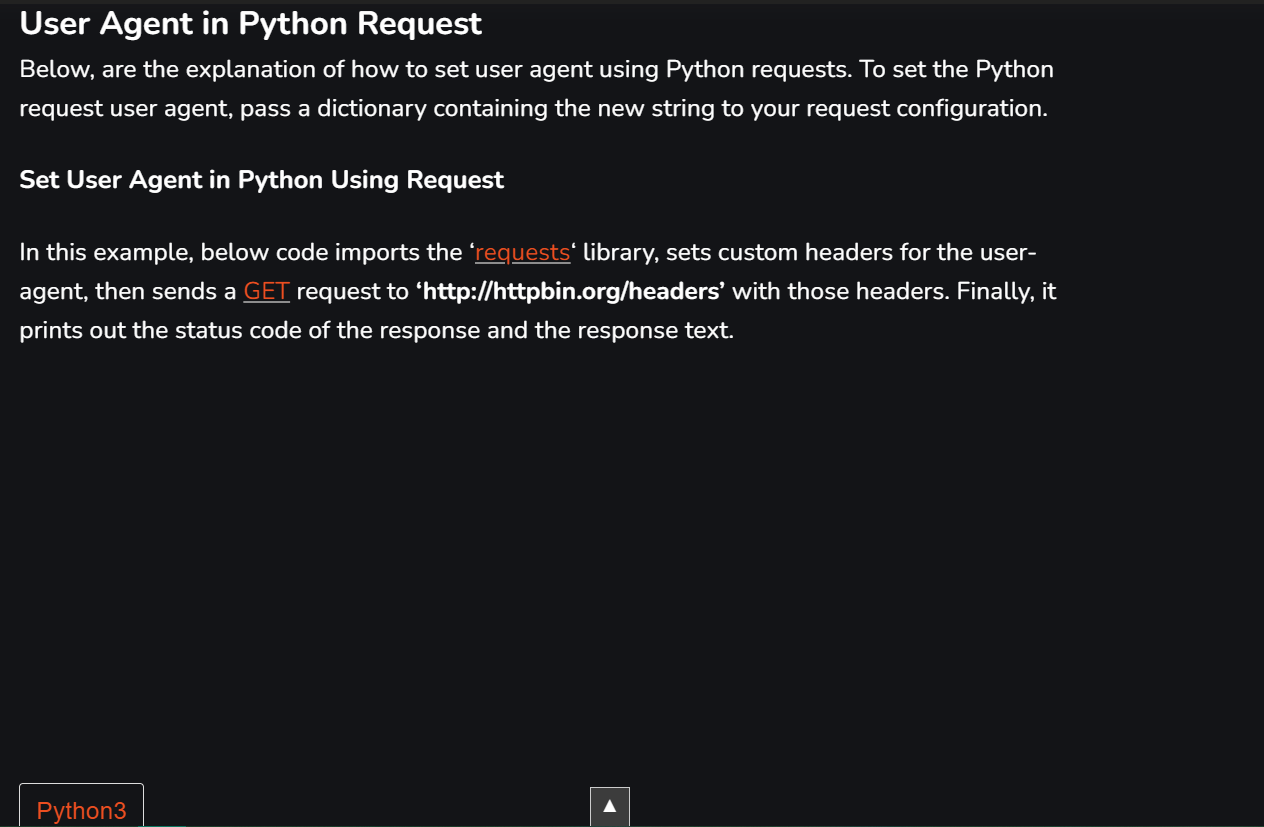 User Agent in Python Request
Below, are the explanation of how to set user agent using Python requests. To set the Python
request user agent, pass a dictionary containing the new string to your request configuration.
Set User Agent in Python Using Request
In this example, below code imports the ‘requests‘ library, sets custom headers for the user-
agent, then sends a GET request to ‘http://httpbin.org/headers’ with those headers. Finally, it
prints out the status code of the response and the response text.
Python3